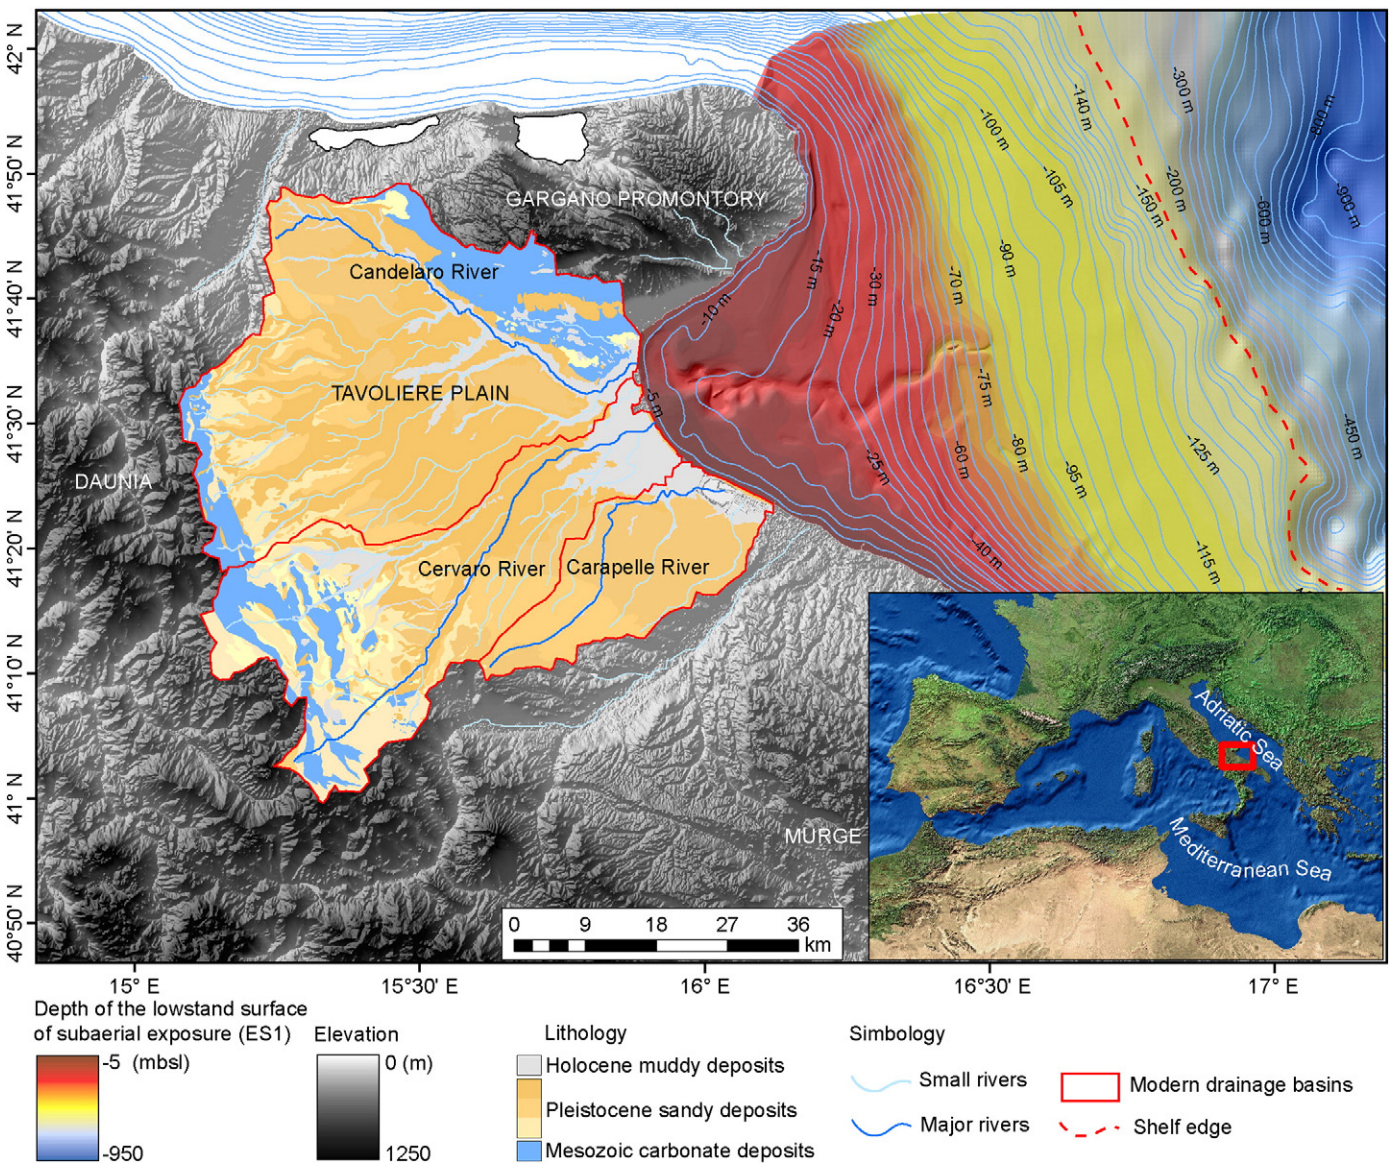 42° N
41°50' N
41°40' N
41°30' N
41°20' N
41°10' N
41° N
40°50' N
15° E
15°30' E
16° E
16°30' E
17° E
GARGANO PROMONTORY
Candelaro River
TAVOLIERE PLAIN
DAUNIA
Cervaro River
Carapelle River
MURGE
-5 m
-10 m
-15 m
-20 m
-25 m
-30 m
-40 m
-60 m
-70 m
-75 m
-80 m
-90 m
-95 m
-100 m
-105 m
-115 m
-125 m
-140 m
-150 m
-200 m
-300 m
-450 m
-600 m
-800 m
-900 m
Adriatic Sea
Mediterranean Sea
0 9 18 27 36
km
Depth of the lowstand surface
of subaerial exposure (ES1)
-5 (mbsl)
-950
Elevation
0 (m)
1250
Lithology
Holocene muddy deposits
Pleistocene sandy deposits
Mesozoic carbonate deposits
Simbology
Small rivers
Major rivers
Modern drainage basins
Shelf edge